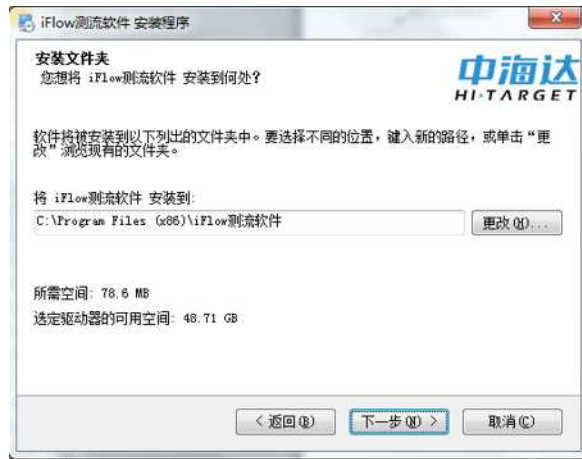 iFlow测流软件 安装程序
安装文件夹
您想将 iFlow测流软件 安装到何处?
中海达
HI·TARGET
软件将被安装到以下列出的文件夹中。要选择不同的位置，键入新的路径，或单击“更
改”浏览现有的文件夹。
将 iFlow测流软件 安装到:
C:\Program Files (x86)\iFlow测流软件
更改(H)...
所需空间: 78.6 MB
选定驱动器的可用空间: 48.71 GB
< 返回(B)
下一步(N) >
取消(C)